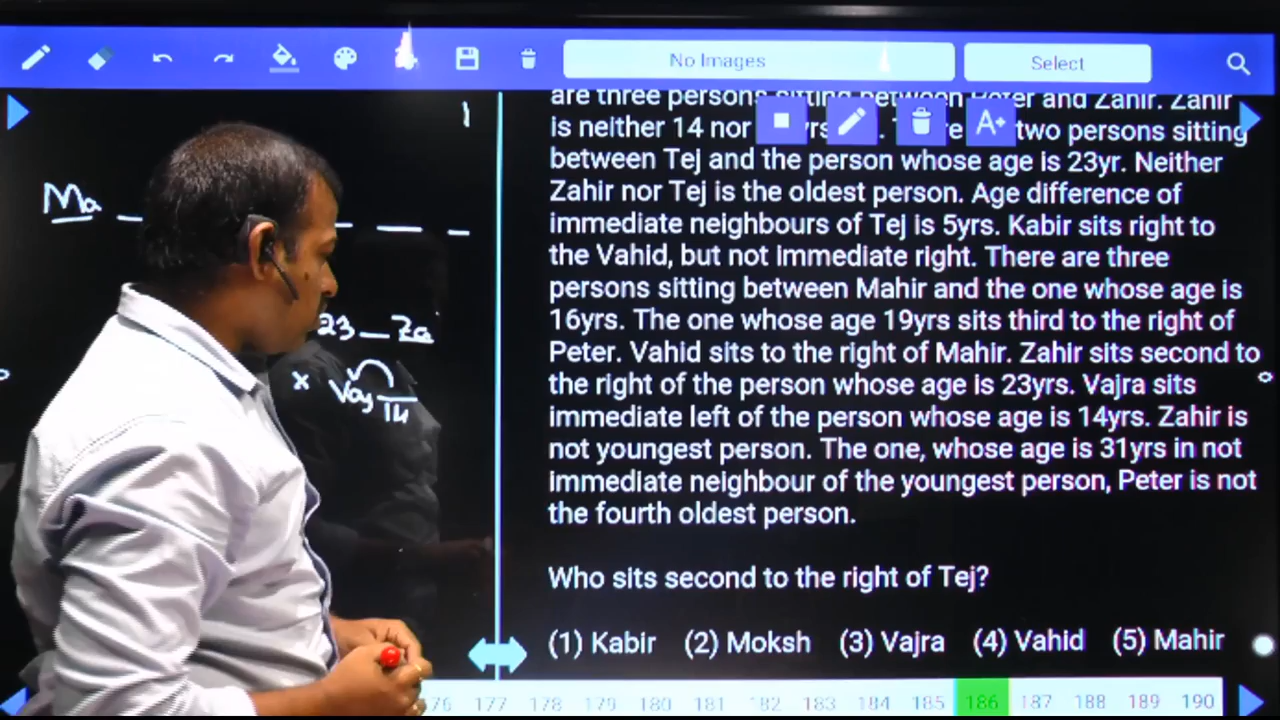 No Images
Select
are three persons sitting between Peter and Zahir. Zahir
is neither 14 nor two persons sitting
between Tej and the person whose age is 23yr. Neither
Zahir nor Tej is the oldest person. Age difference of
immediate neighbours of Tej is 5yrs. Kabir sits right to
the Vahid, but not immediate right. There are three
persons sitting between Mahir and the one whose age is
16yrs. The one whose age 19yrs sits third to the right of
Peter. Vahid sits to the right of Mahir. Zahir sits second to
the right of the person whose age is 23yrs. Vajra sits
immediate left of the person whose age is 14yrs. Zahir is
not youngest person. The one, whose age is 31yrs in not
immediate neighbour of the youngest person, Peter is not
the fourth oldest person.
Who sits second to the right of Tej?
(1) Kabir (2) Moksh (3) Vajra (4) Vahid (5) Mahir
A+
Ma
23 _ Za
x Vaj 14
76 177 178 179 180 181 182 183 184 185 186 187 188 189 190